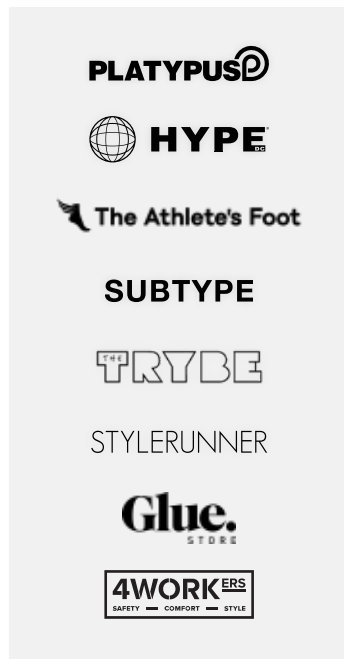 PLATYPUS
HYPE
DC
The Athlete's Foot
SUBTYPE
THE TRYBE
STYLERUNNER
Glue.
STORE
4WORKERS
SAFETY — COMFORT — STYLE